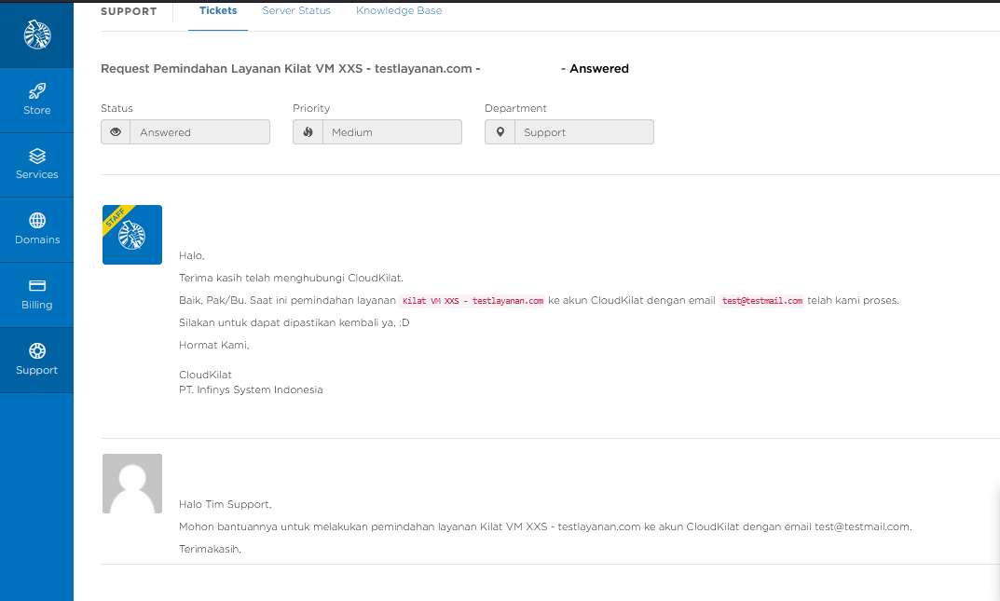 SUPPORT
Tickets
Server Status
Knowledge Base
Store
Services
Domains
Billing
Support
Request Pemindahan Layanan Kilat VM XXS - testlayanan.com - - Answered
Status
Priority
Department
Answered
Medium
Support
STAFF
Halo,
Terima kasih telah menghubungi CloudKilat.
Baik, Pak/Bu. Saat ini pemindahan layanan Kilat VM XXS - testlayanan.com ke akun CloudKilat dengan email test@testmail.com telah kami proses.
Silakan untuk dapat dipastikan kembali ya, :D
Hormat Kami,
CloudKilat
PT. Infinys System Indonesia
Halo Tim Support,
Mohon bantuannya untuk melakukan pemindahan layanan Kilat VM XXS - testlayanan.com ke akun CloudKilat dengan email test@testmail.com.
Terimakasih,